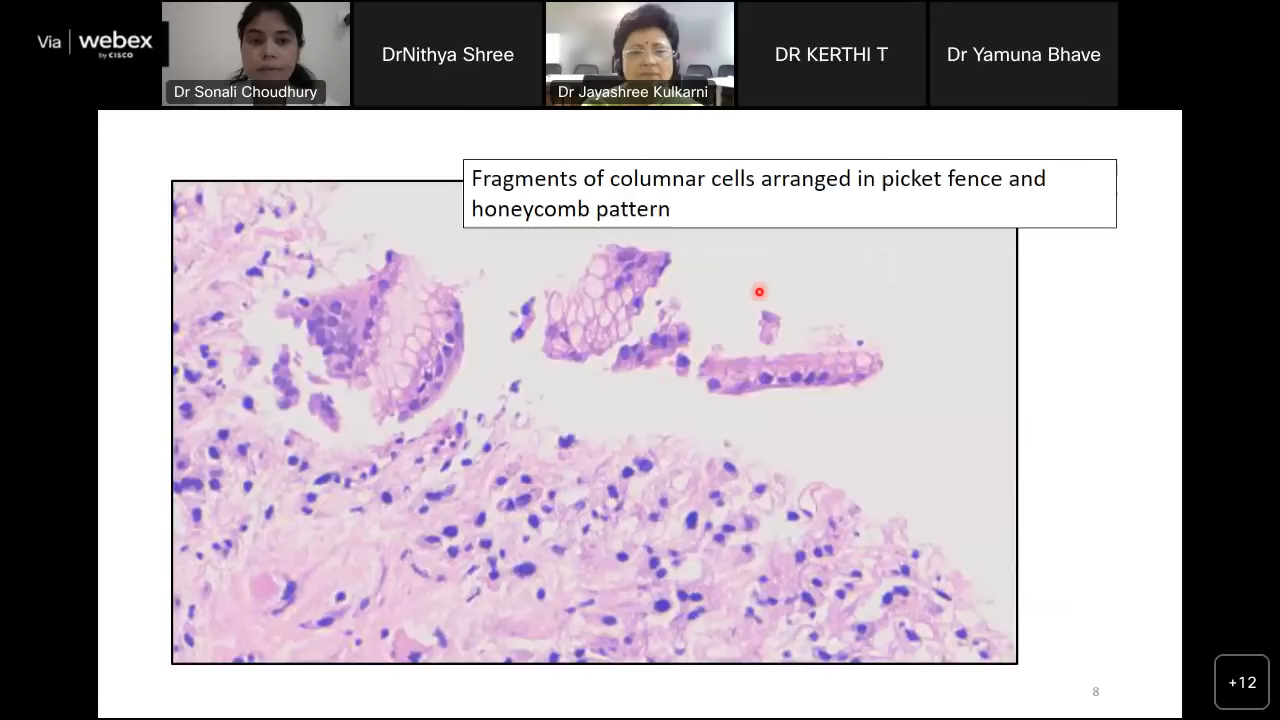 Via webex
by CISCO
Dr Sonali Choudhury
DrNithya Shree
Dr Jayashree Kulkarni
DR KERTHI T
Dr Yamuna Bhave
Fragments of columnar cells arranged in picket fence and
honeycomb pattern
8
+12